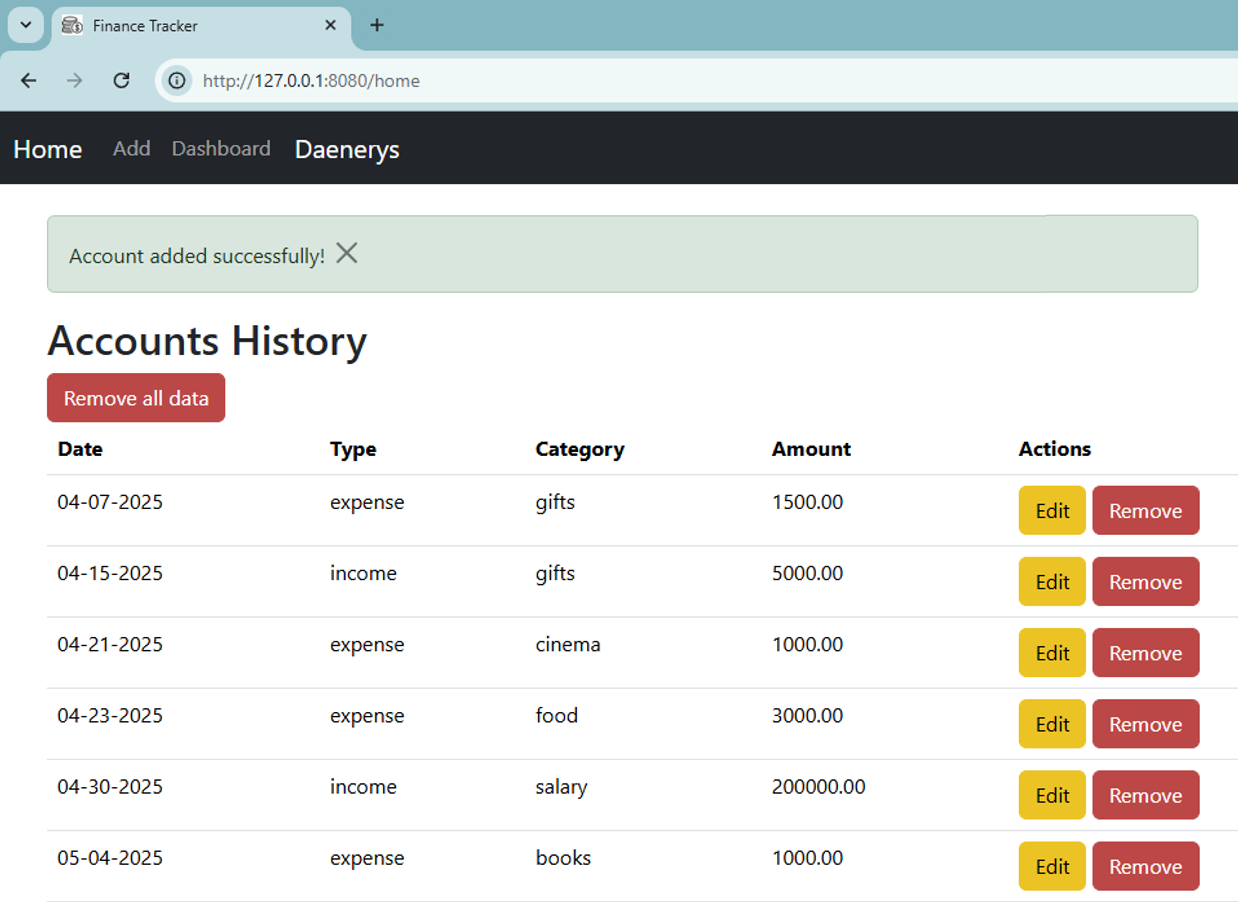 Finance Tracker
http://127.0.0.1:8080/home
Home Add Dashboard Daenerys
Account added successfully!
Accounts History
Remove all data
Date Type Category Amount Actions
04-07-2025 expense gifts 1500.00 Edit Remove
04-15-2025 income gifts 5000.00 Edit Remove
04-21-2025 expense cinema 1000.00 Edit Remove
04-23-2025 expense food 3000.00 Edit Remove
04-30-2025 income salary 200000.00 Edit Remove
05-04-2025 expense books 1000.00 Edit Remove